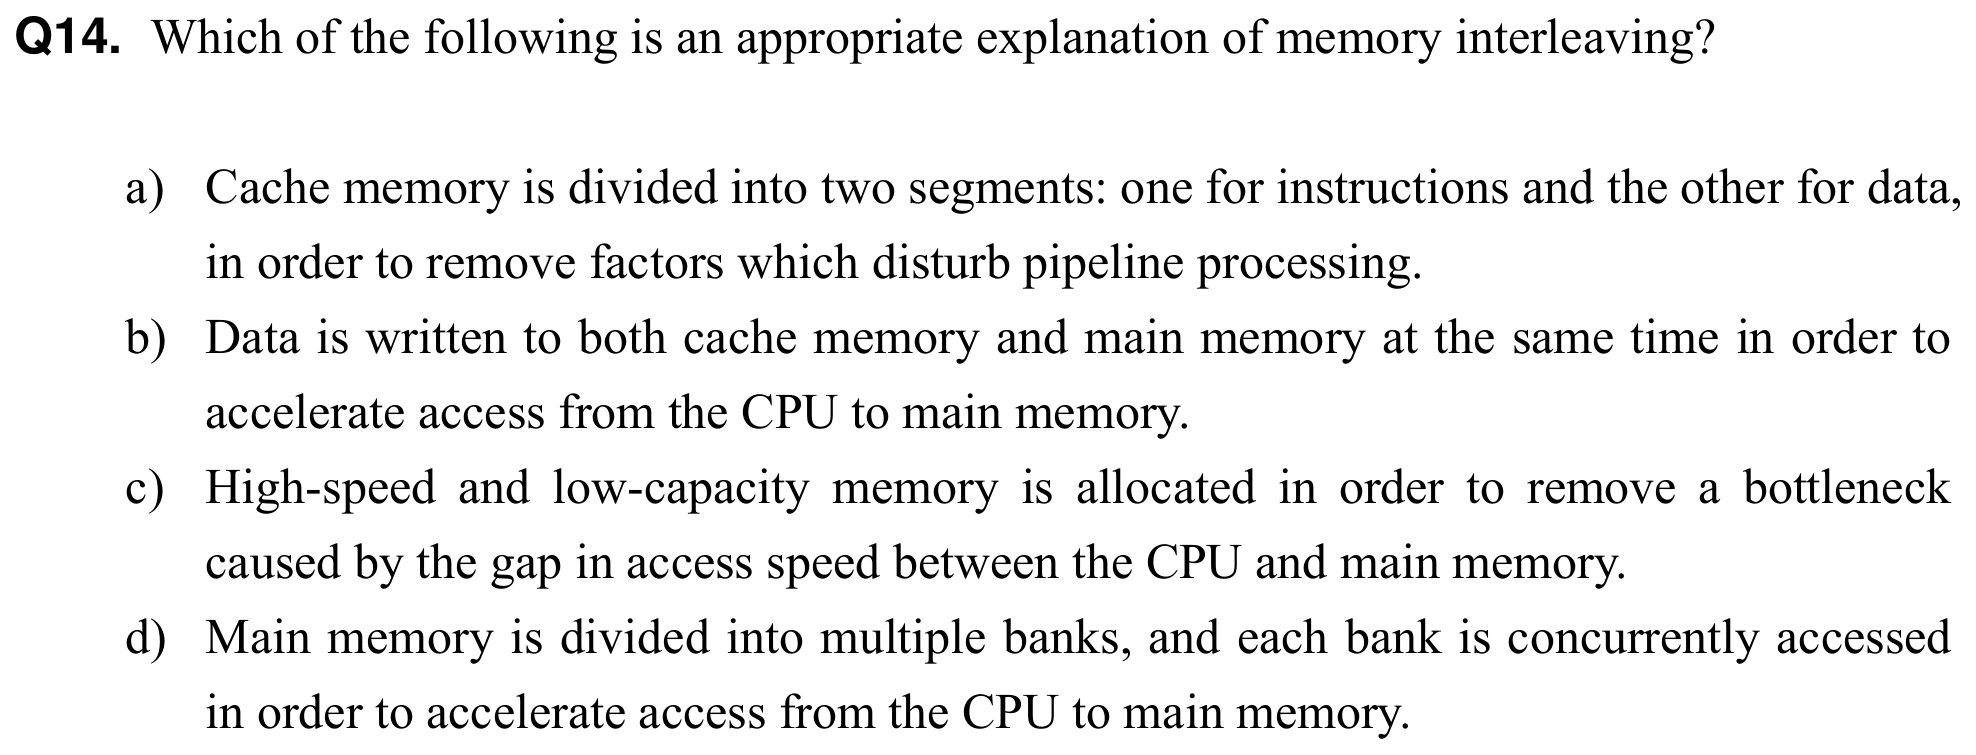 Q14. Which of the following is an appropriate explanation of memory interleaving?
a) Cache memory is divided into two segments: one for instructions and the other for data,
in order to remove factors which disturb pipeline processing.
b) Data is written to both cache memory and main memory at the same time in order to
accelerate access from the CPU to main memory.
c) High-speed and low-capacity memory is allocated in order to remove a bottleneck
caused by the gap in access speed between the CPU and main memory.
d) Main memory is divided into multiple banks, and each bank is concurrently accessed
in order to accelerate access from the CPU to main memory.